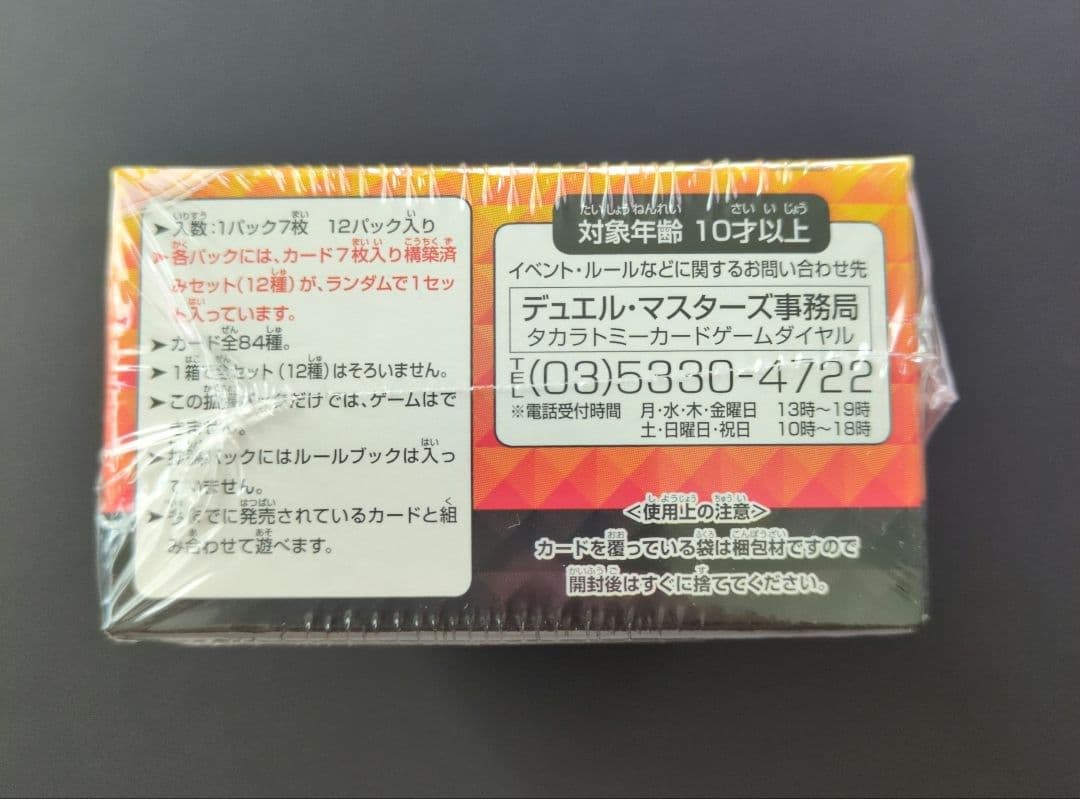 ➤入数:1パック7枚 12パック入り
➤各パックには、カード7枚入り構築済
みセット(12種)が、ランダムで1セッ
ト入っています。
➤カード全84種。
➤1箱で全セット(12種)はそろいません。
➤この拡張パックだけでは、ゲームはで
きません。
➤拡張パックにはルールブックは入っ
ていません。
➤今までに発売されているカードと組
み合わせて遊べます。
対象年齢 10才以上
イベント・ルールなどに関するお問い合わせ先
デュエル・マスターズ事務局
タカラトミーカードゲームダイヤル
TEL(03)5330-4722
※電話受付時間 月・水・木・金曜日 13時〜19時
土・日曜日・祝日 10時〜18時
<使用上の注意>
カードを覆っている袋は梱包材ですので
開封後はすぐに捨ててください。